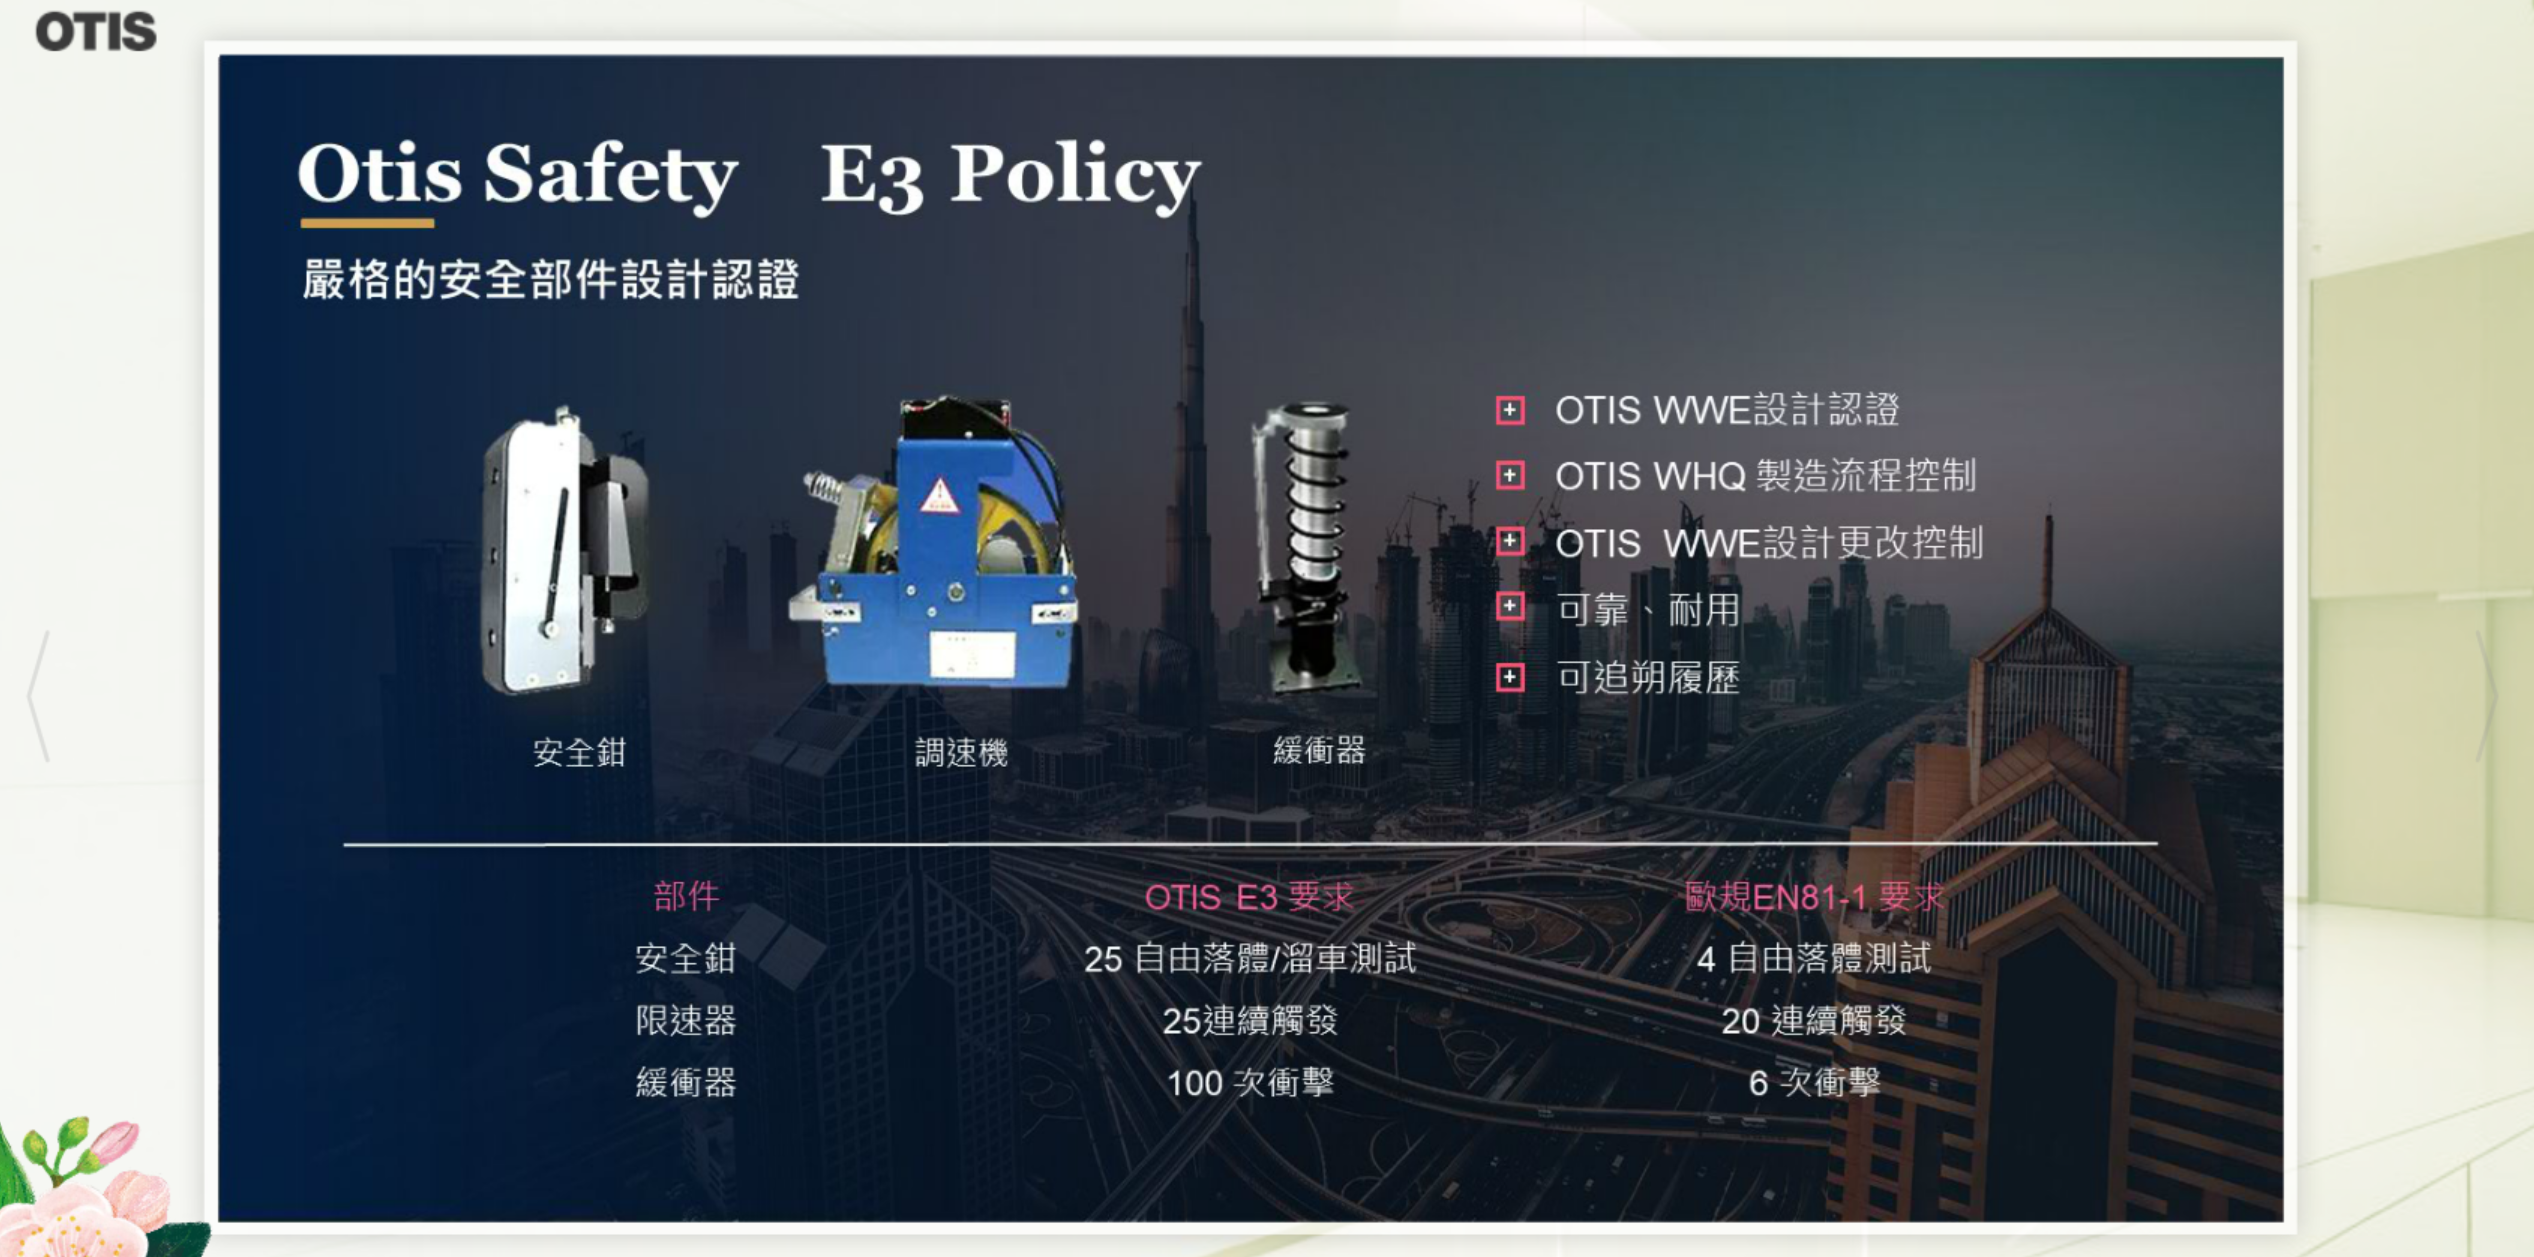 OTIS
Otis Safety E3 Policy
嚴格的安全部件設計認證
OTIS WWE設計認證
OTIS WHQ 製造流程控制
OTIS WWE設計更改控制
可靠、耐用
可追朔履歷
安全鉗
調速機
緩衝器
部件 OTIS E3 要求 歐規EN81-1 要求
安全鉗 25 自由落體/溜車測試 4 自由落體測試
限速器 25連續觸發 20 連續觸發
緩衝器 100 次衝擊 6 次衝擊